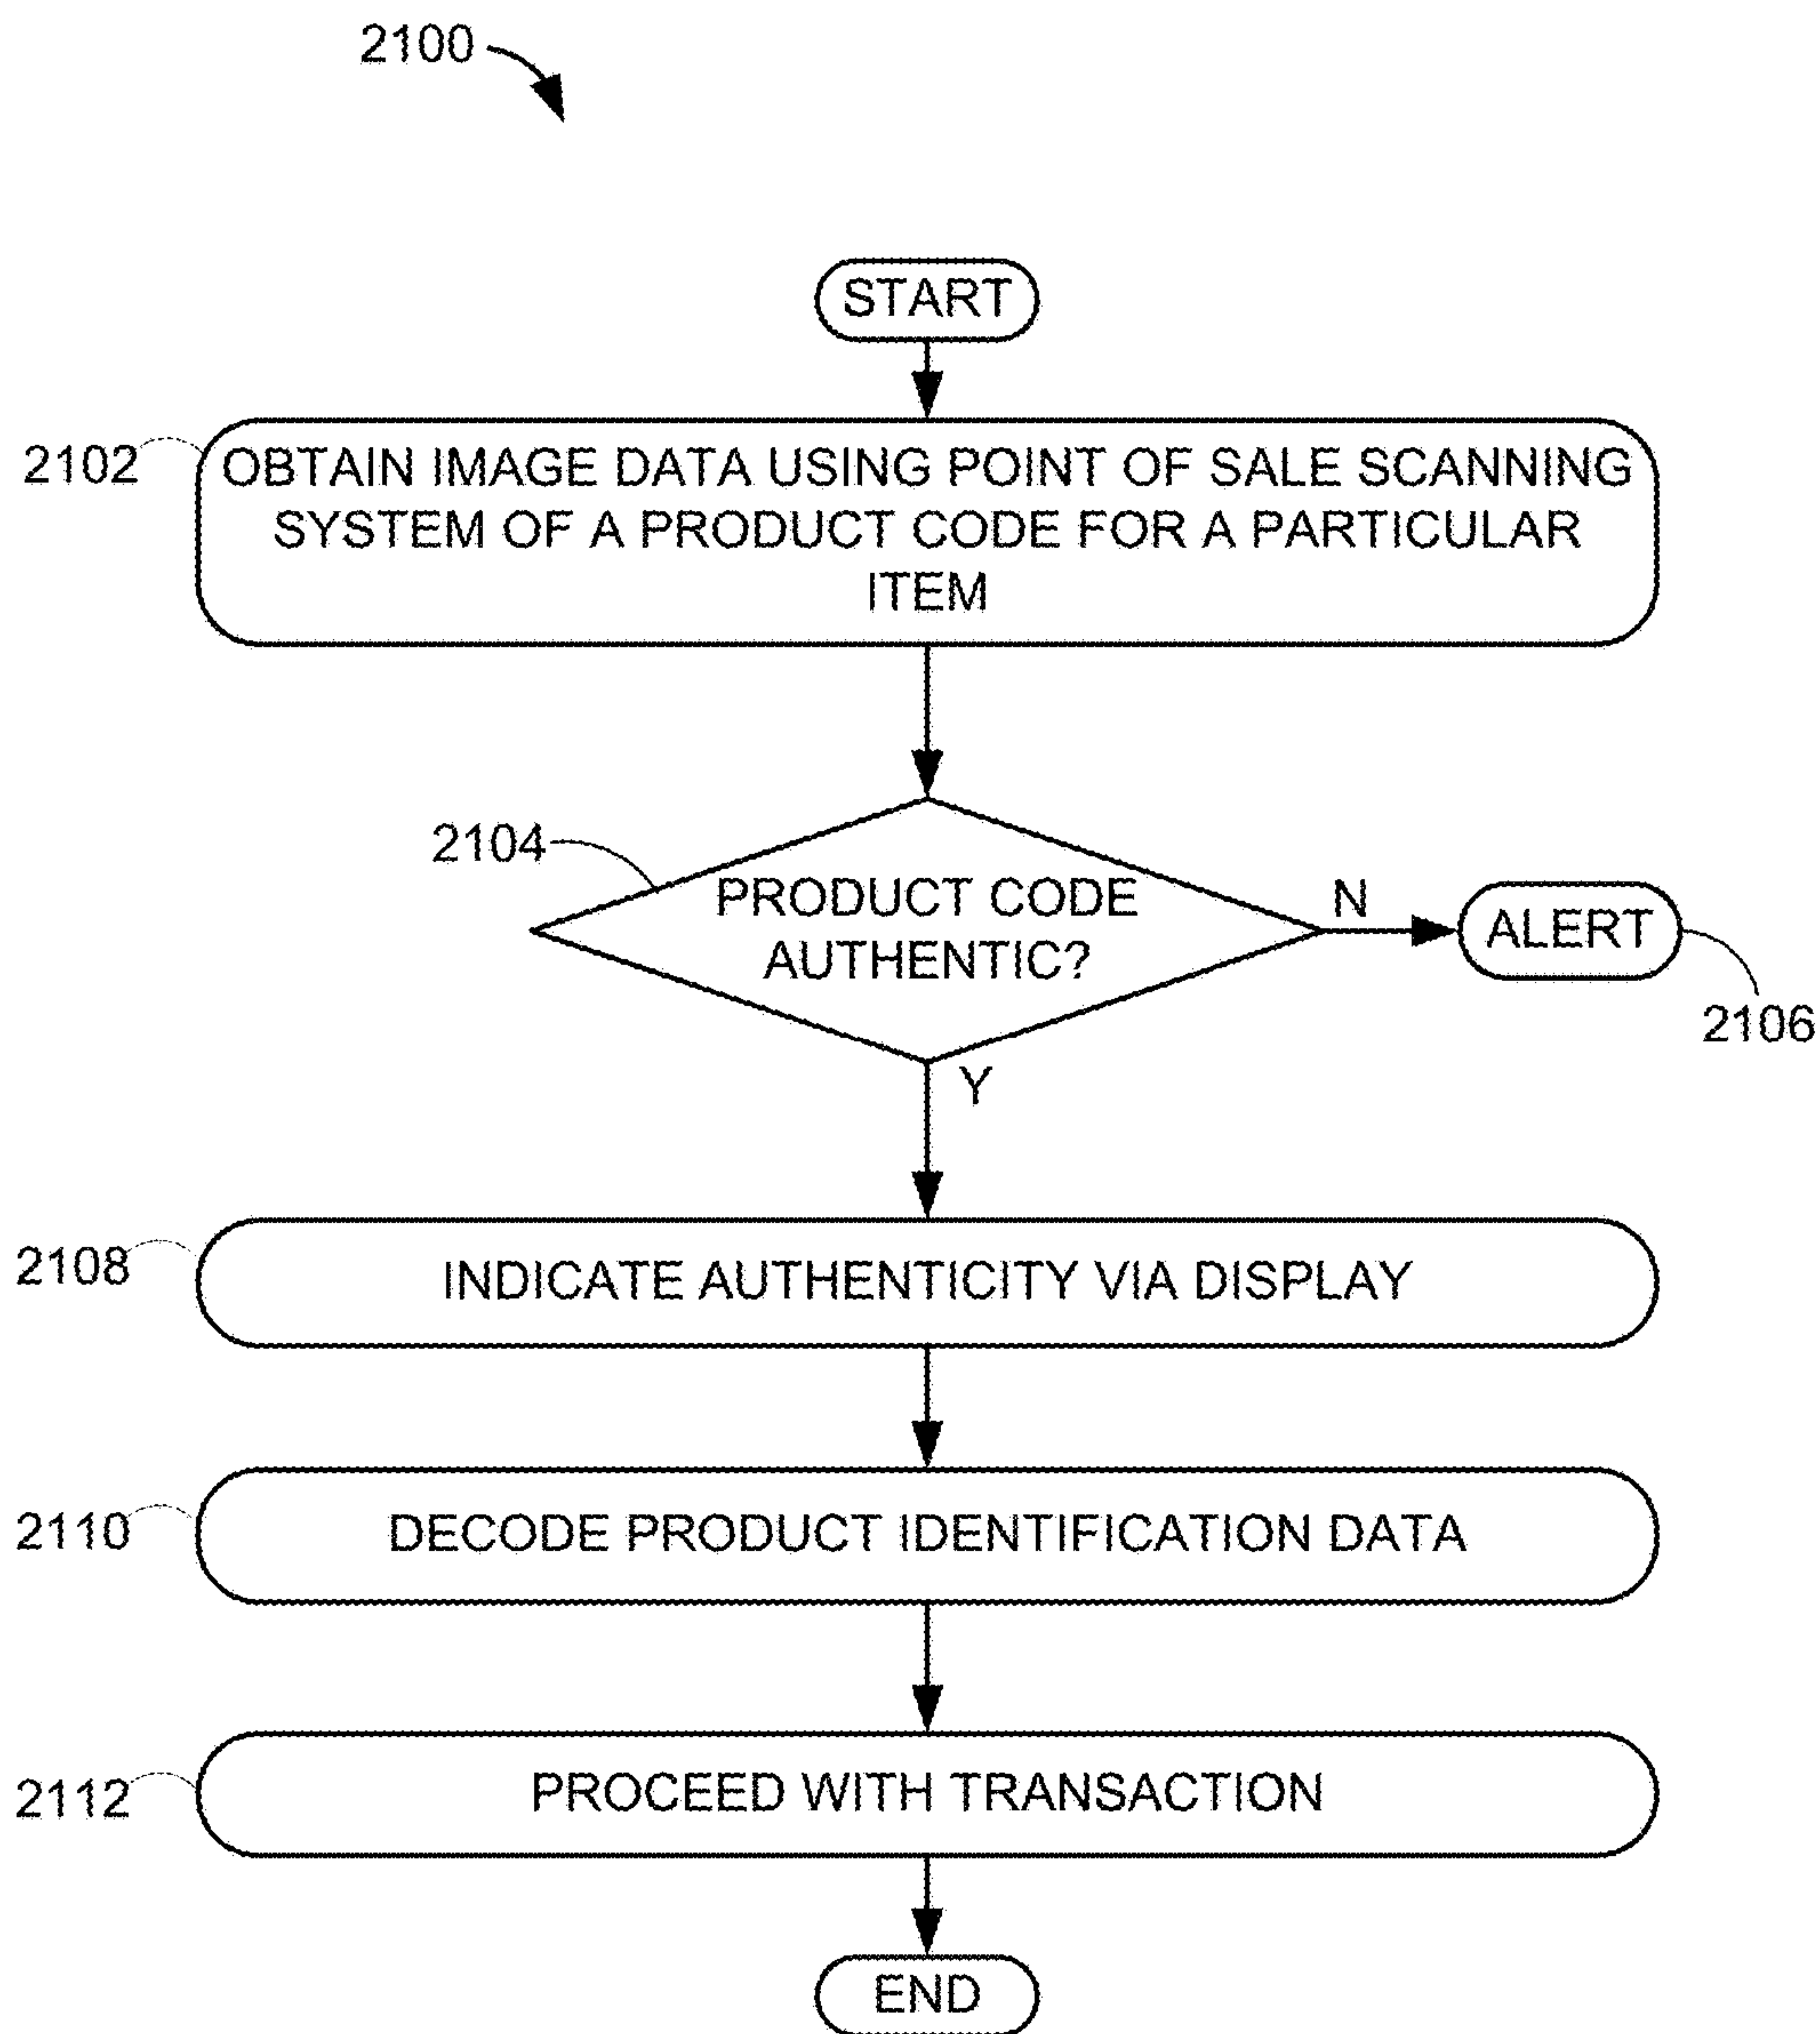 2100
START
2102
OBTAIN IMAGE DATA USING POINT OF SALE SCANNING
SYSTEM OF A PRODUCT CODE FOR A PARTICULAR
ITEM
2104
PRODUCT CODE
AUTHENTIC?
N
ALERT
2106
Y
2108
INDICATE AUTHENTICITY VIA DISPLAY
2110
DECODE PRODUCT IDENTIFICATION DATA
2112
PROCEED WITH TRANSACTION
END